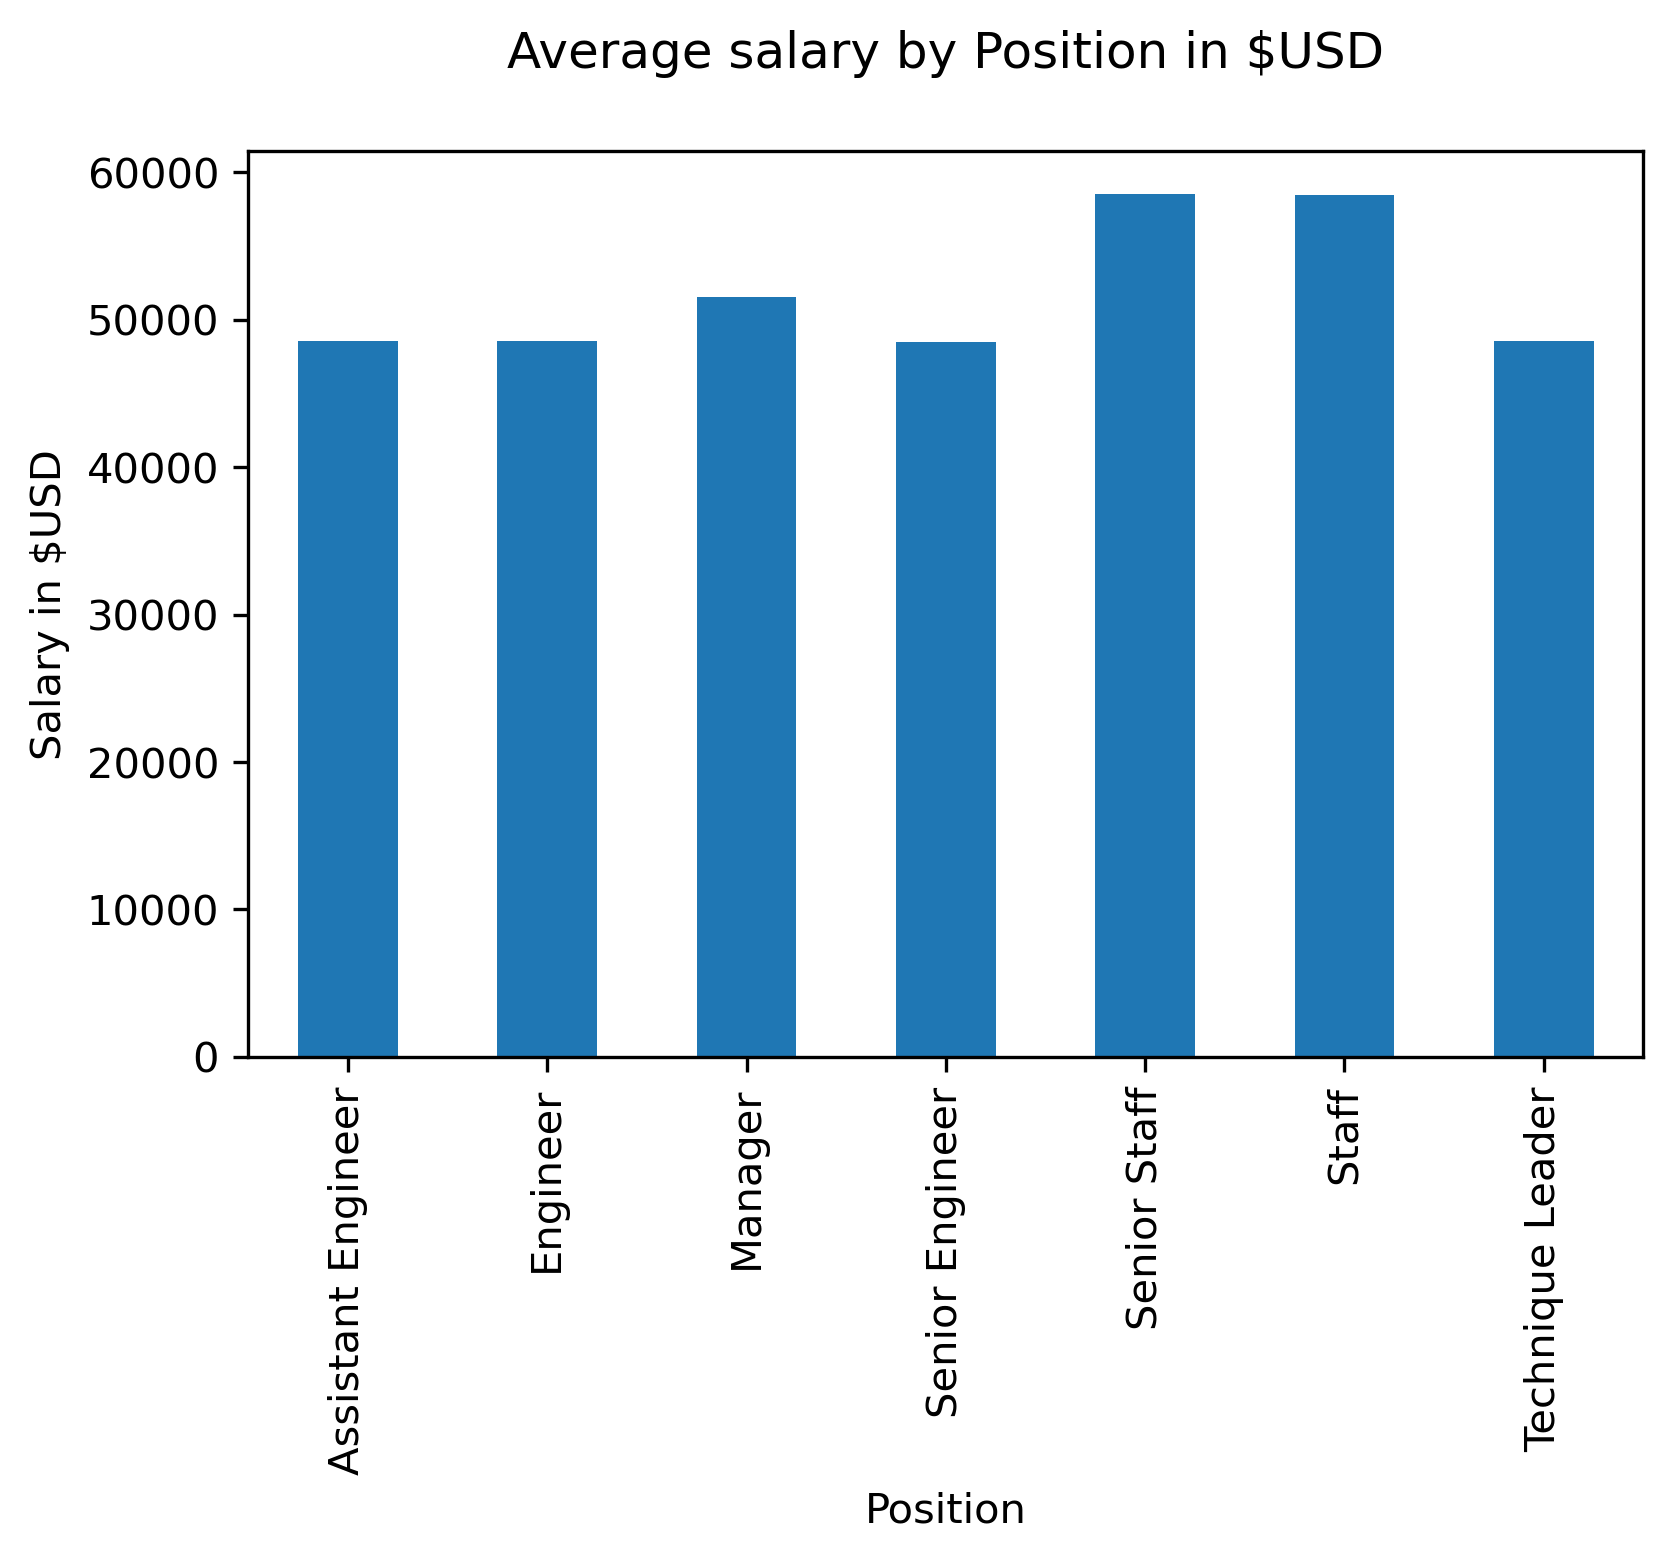 Average salary by Position in $USD
Salary in $USD
60000
50000
40000
30000
20000
10000
0
Assistant Engineer
Engineer
Manager
Senior Engineer
Senior Staff
Staff
Technique Leader
Position